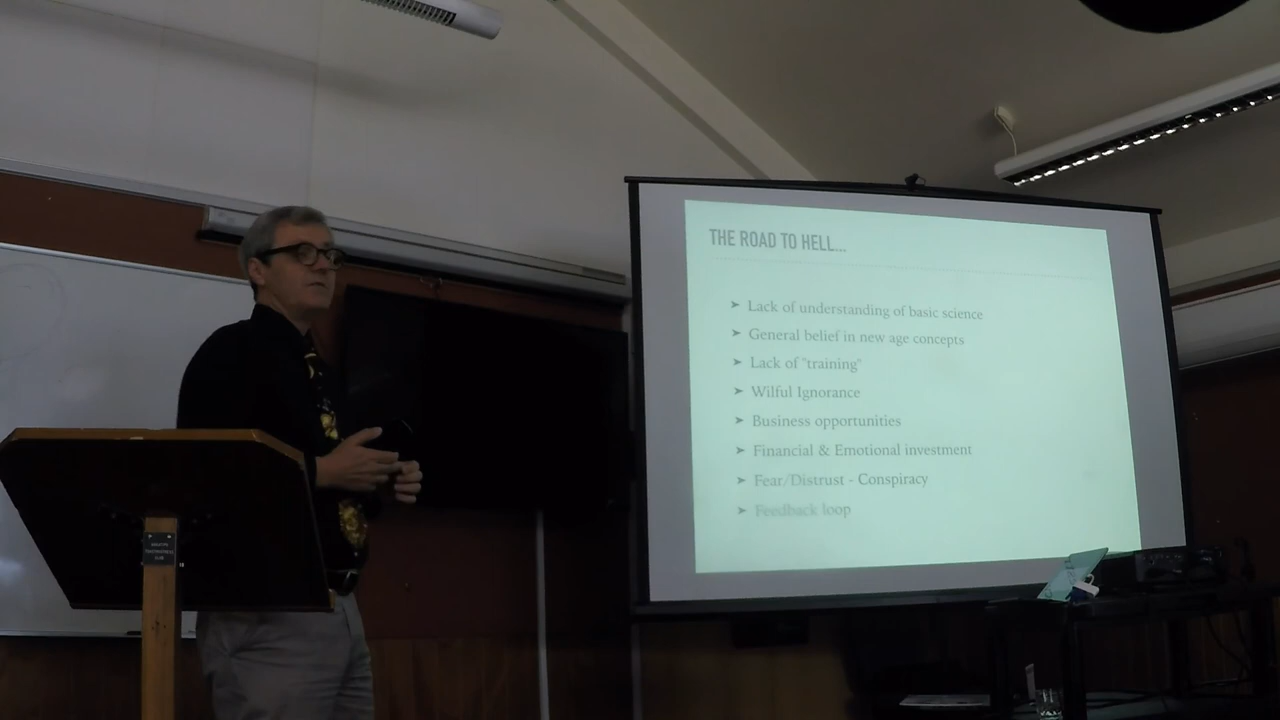 THE ROAD TO HELL...
➤ Lack of understanding of basic science
➤ General belief in new age concepts
➤ Lack of "training"
➤ Wilful Ignorance
➤ Business opportunities
➤ Financial & Emotional investment
➤ Fear/Distrust - Conspiracy
➤ Feedback loop